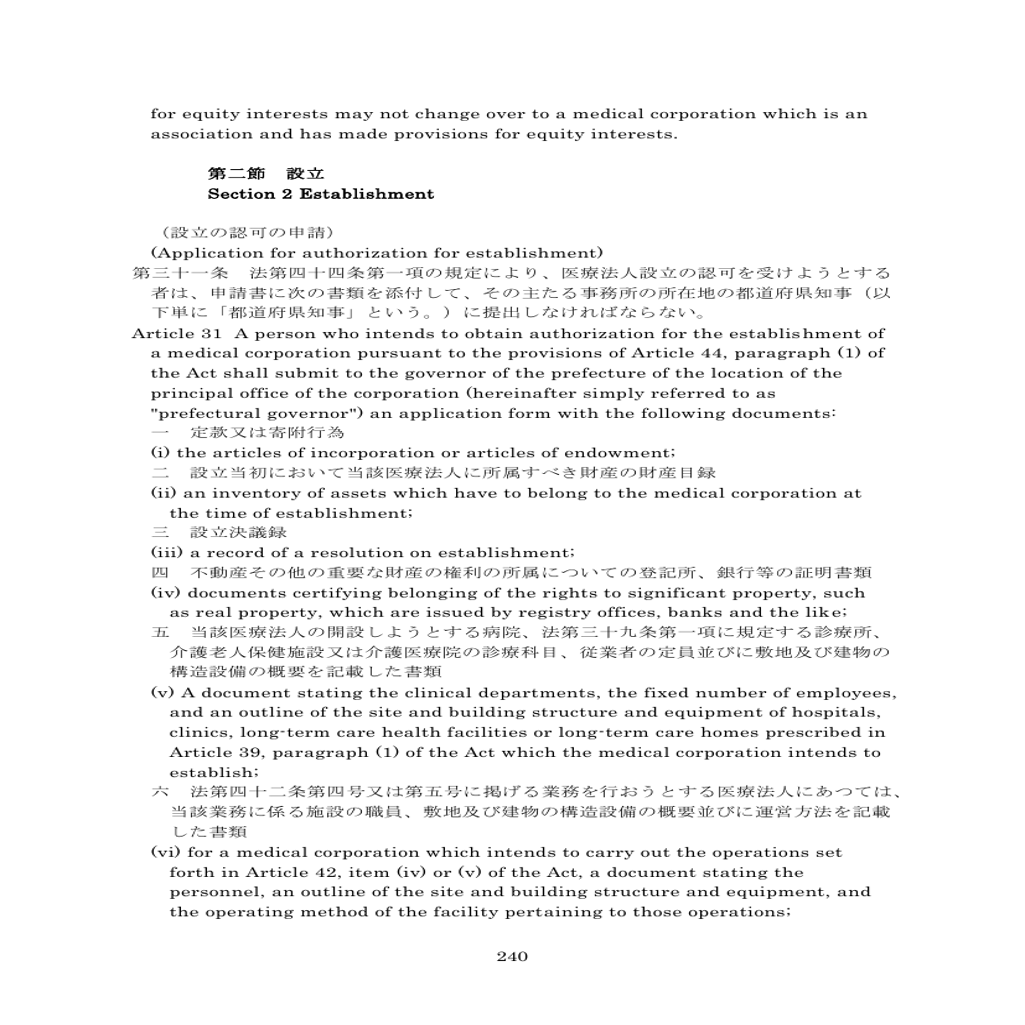 for equity interests may not change over to a medical corporation which is an
association and has made provisions for equity interests.
第二節　設立
Section 2 Establishment
（設立の認可の申請）
(Application for authorization for establishment)
第三十一条　法第四十四条第一項の規定により、医療法人設立の認可を受けようとする
者は、申請書に次の書類を添付して、その主たる事務所の所在地の都道府県知事（以
下単に「都道府県知事」という。）に提出しなければならない。
Article 31  A person who intends to obtain authorization for the establishment of
a medical corporation pursuant to the provisions of Article 44, paragraph (1) of
the Act shall submit to the governor of the prefecture of the location of the
principal office of the corporation (hereinafter simply referred to as
"prefectural governor") an application form with the following documents:
一　定款又は寄附行為
(i) the articles of incorporation or articles of endowment;
二　設立当初において当該医療法人に所属すべき財産の財産目録
(ii) an inventory of assets which have to belong to the medical corporation at
the time of establishment;
三　設立決議録
(iii) a record of a resolution on establishment;
四　不動産その他の重要な財産の権利の所属についての登記所、銀行等の証明書類
(iv) documents certifying belonging of the rights to significant property, such
as real property, which are issued by registry offices, banks and the like;
五　当該医療法人の開設しようとする病院、法第三十九条第一項に規定する診療所、
介護老人保健施設又は介護医療院の診療科目、従業者の定員並びに敷地及び建物の
構造設備の概要を記載した書類
(v) A document stating the clinical departments, the fixed number of employees,
and an outline of the site and building structure and equipment of hospitals,
clinics, long-term care health facilities or long-term care homes prescribed in
Article 39, paragraph (1) of the Act which the medical corporation intends to
establish;
六　法第四十二条第四号又は第五号に掲げる業務を行おうとする医療法人にあつては、
当該業務に係る施設の職員、敷地及び建物の構造設備の概要並びに運営方法を記載
した書類
(vi) for a medical corporation which intends to carry out the operations set
forth in Article 42, item (iv) or (v) of the Act, a document stating the
personnel, an outline of the site and building structure and equipment, and
the operating method of the facility pertaining to those operations;
240